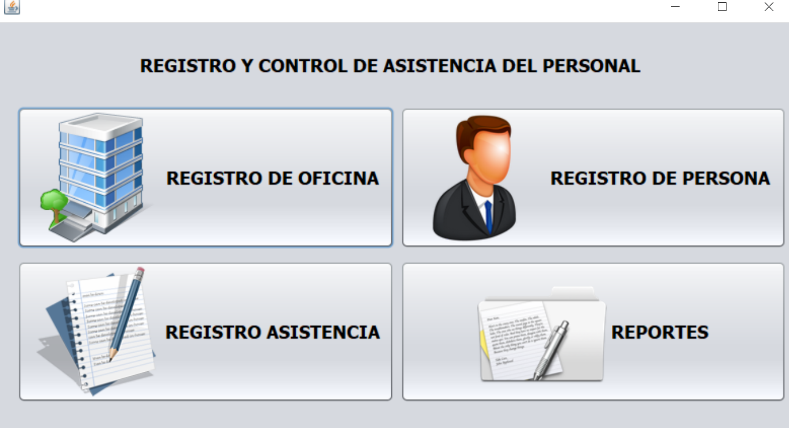 REGISTRO Y CONTROL DE ASISTENCIA DEL PERSONAL
REGISTRO DE OFICINA
REGISTRO DE PERSONA
REGISTRO ASISTENCIA
REPORTES